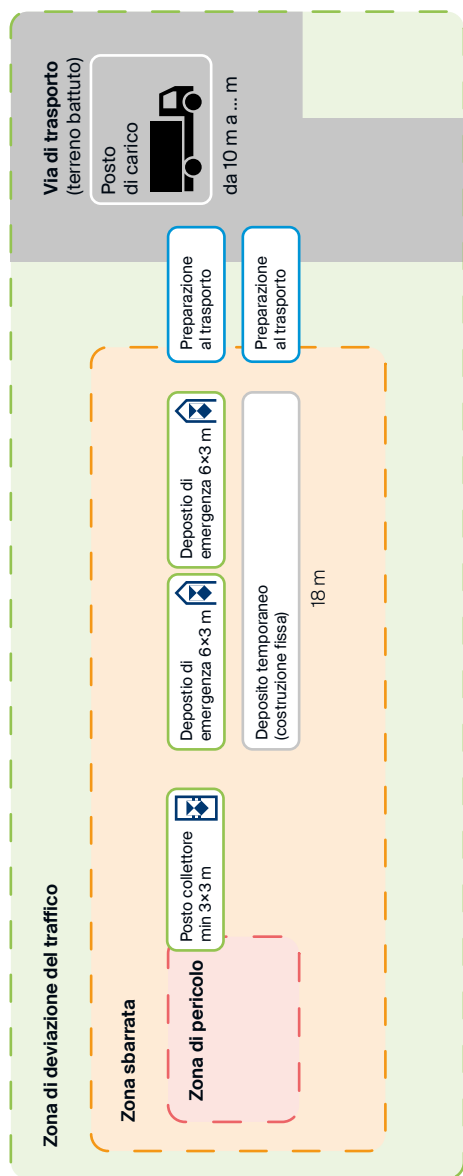 Zona di deviazione del traffico
Zona sbarrata
Zona di pericolo
Posto collettore
min 3×3 m
Depostio di
emergenza 6×3 m
Depostio di
emergenza 6×3 m
Deposito temporaneo
(costruzione fissa)
18 m
Preparazione
al trasporto
Preparazione
al trasporto
Via di trasporto
(terreno battuto)
Posto
di carico
da 10 m a ... m